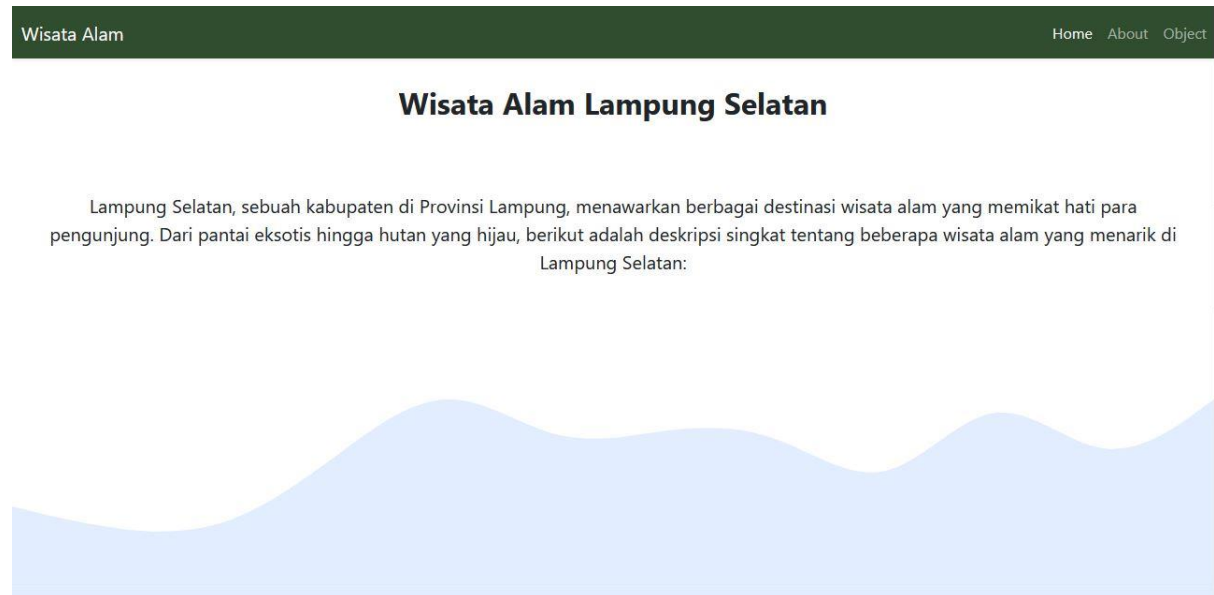 Wisata Alam
Home About Object
Wisata Alam Lampung Selatan
Lampung Selatan, sebuah kabupaten di Provinsi Lampung, menawarkan berbagai destinasi wisata alam yang memikat hati para
pengunjung. Dari pantai eksotis hingga hutan yang hijau, berikut adalah deskripsi singkat tentang beberapa wisata alam yang menarik di
Lampung Selatan: